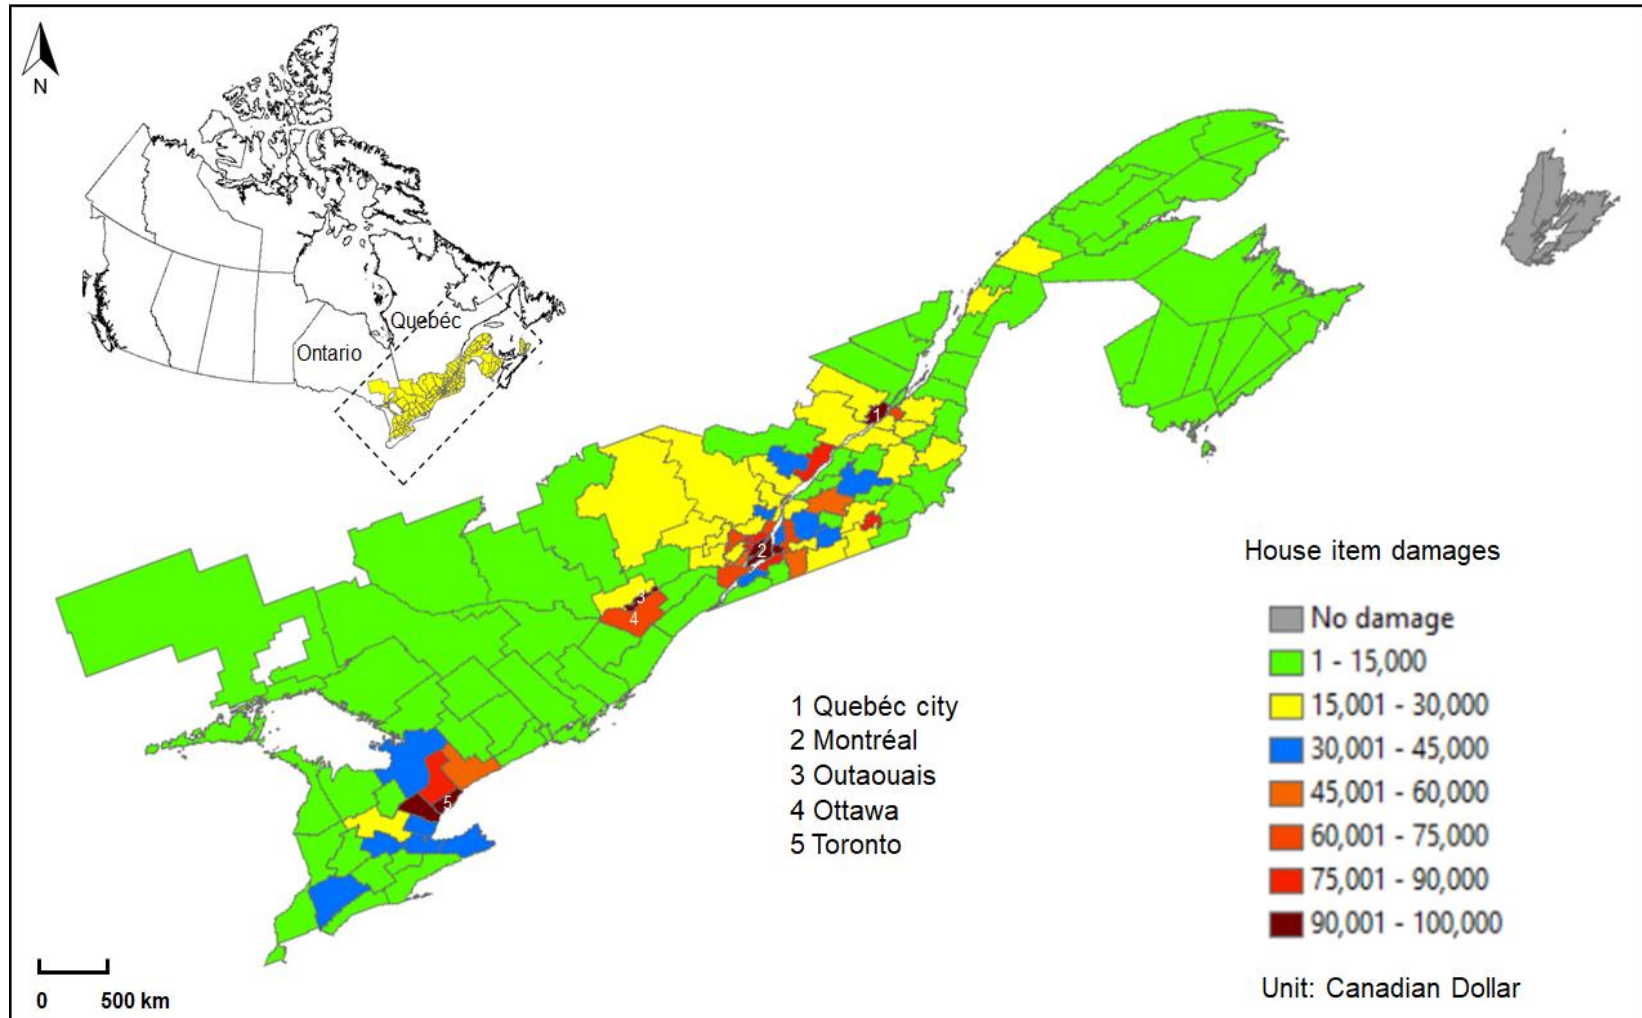 N
Quebéc
Ontario
1
2
3
4
5
House item damages
No damage
1 - 15,000
15,001 - 30,000
30,001 - 45,000
45,001 - 60,000
60,001 - 75,000
75,001 - 90,000
90,001 - 100,000
Unit: Canadian Dollar
1 Quebéc city
2 Montréal
3 Outaouais
4 Ottawa
5 Toronto
0 500 km